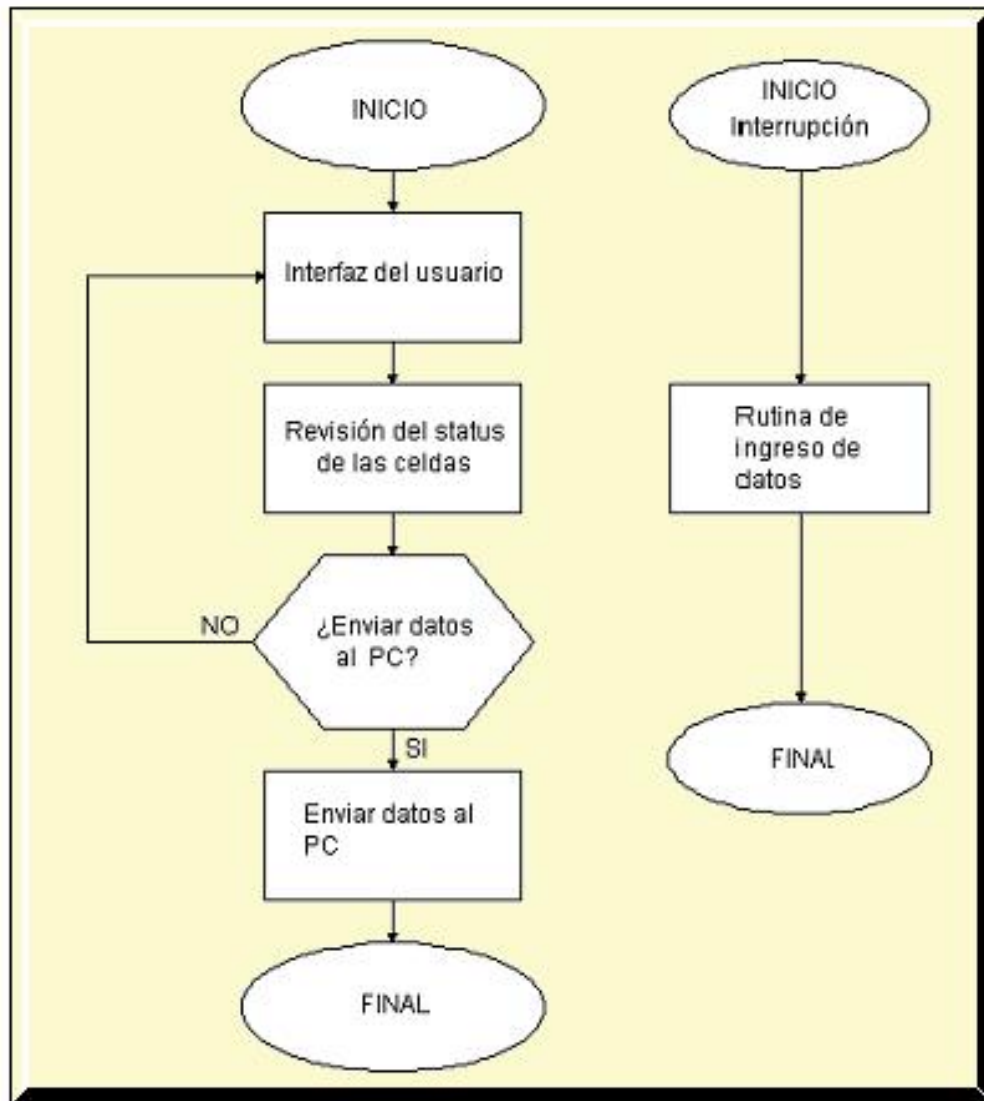 INICIO
Interfaz del usuario
Revisión del status
de las celdas
¿Enviar datos
al PC?
NO
SI
Enviar datos al
PC
FINAL
INICIO
Interrupción
Rutina de
ingreso de
datos
FINAL